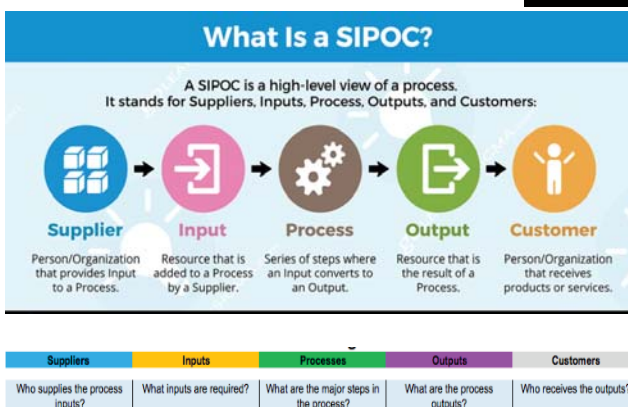 What Is a SIPOC?
A SIPOC is a high-level view of a process.
It stands for Suppliers, Inputs, Process, Outputs, and Customers:
Supplier
Input
Process
Output
Customer
Person/Organization
that provides Input
to a Process.
Resource that is
added to a Process
by a Supplier.
Series of steps where
an Input converts to
an Output.
Resource that is
the result of a
Process.
Person/Organization
that receives
products or services.
Suppliers
Inputs
Processes
Outputs
Customers
Who supplies the process
inputs?
What inputs are required?
What are the major steps in
the process?
What are the process
outputs?
Who receives the outputs?